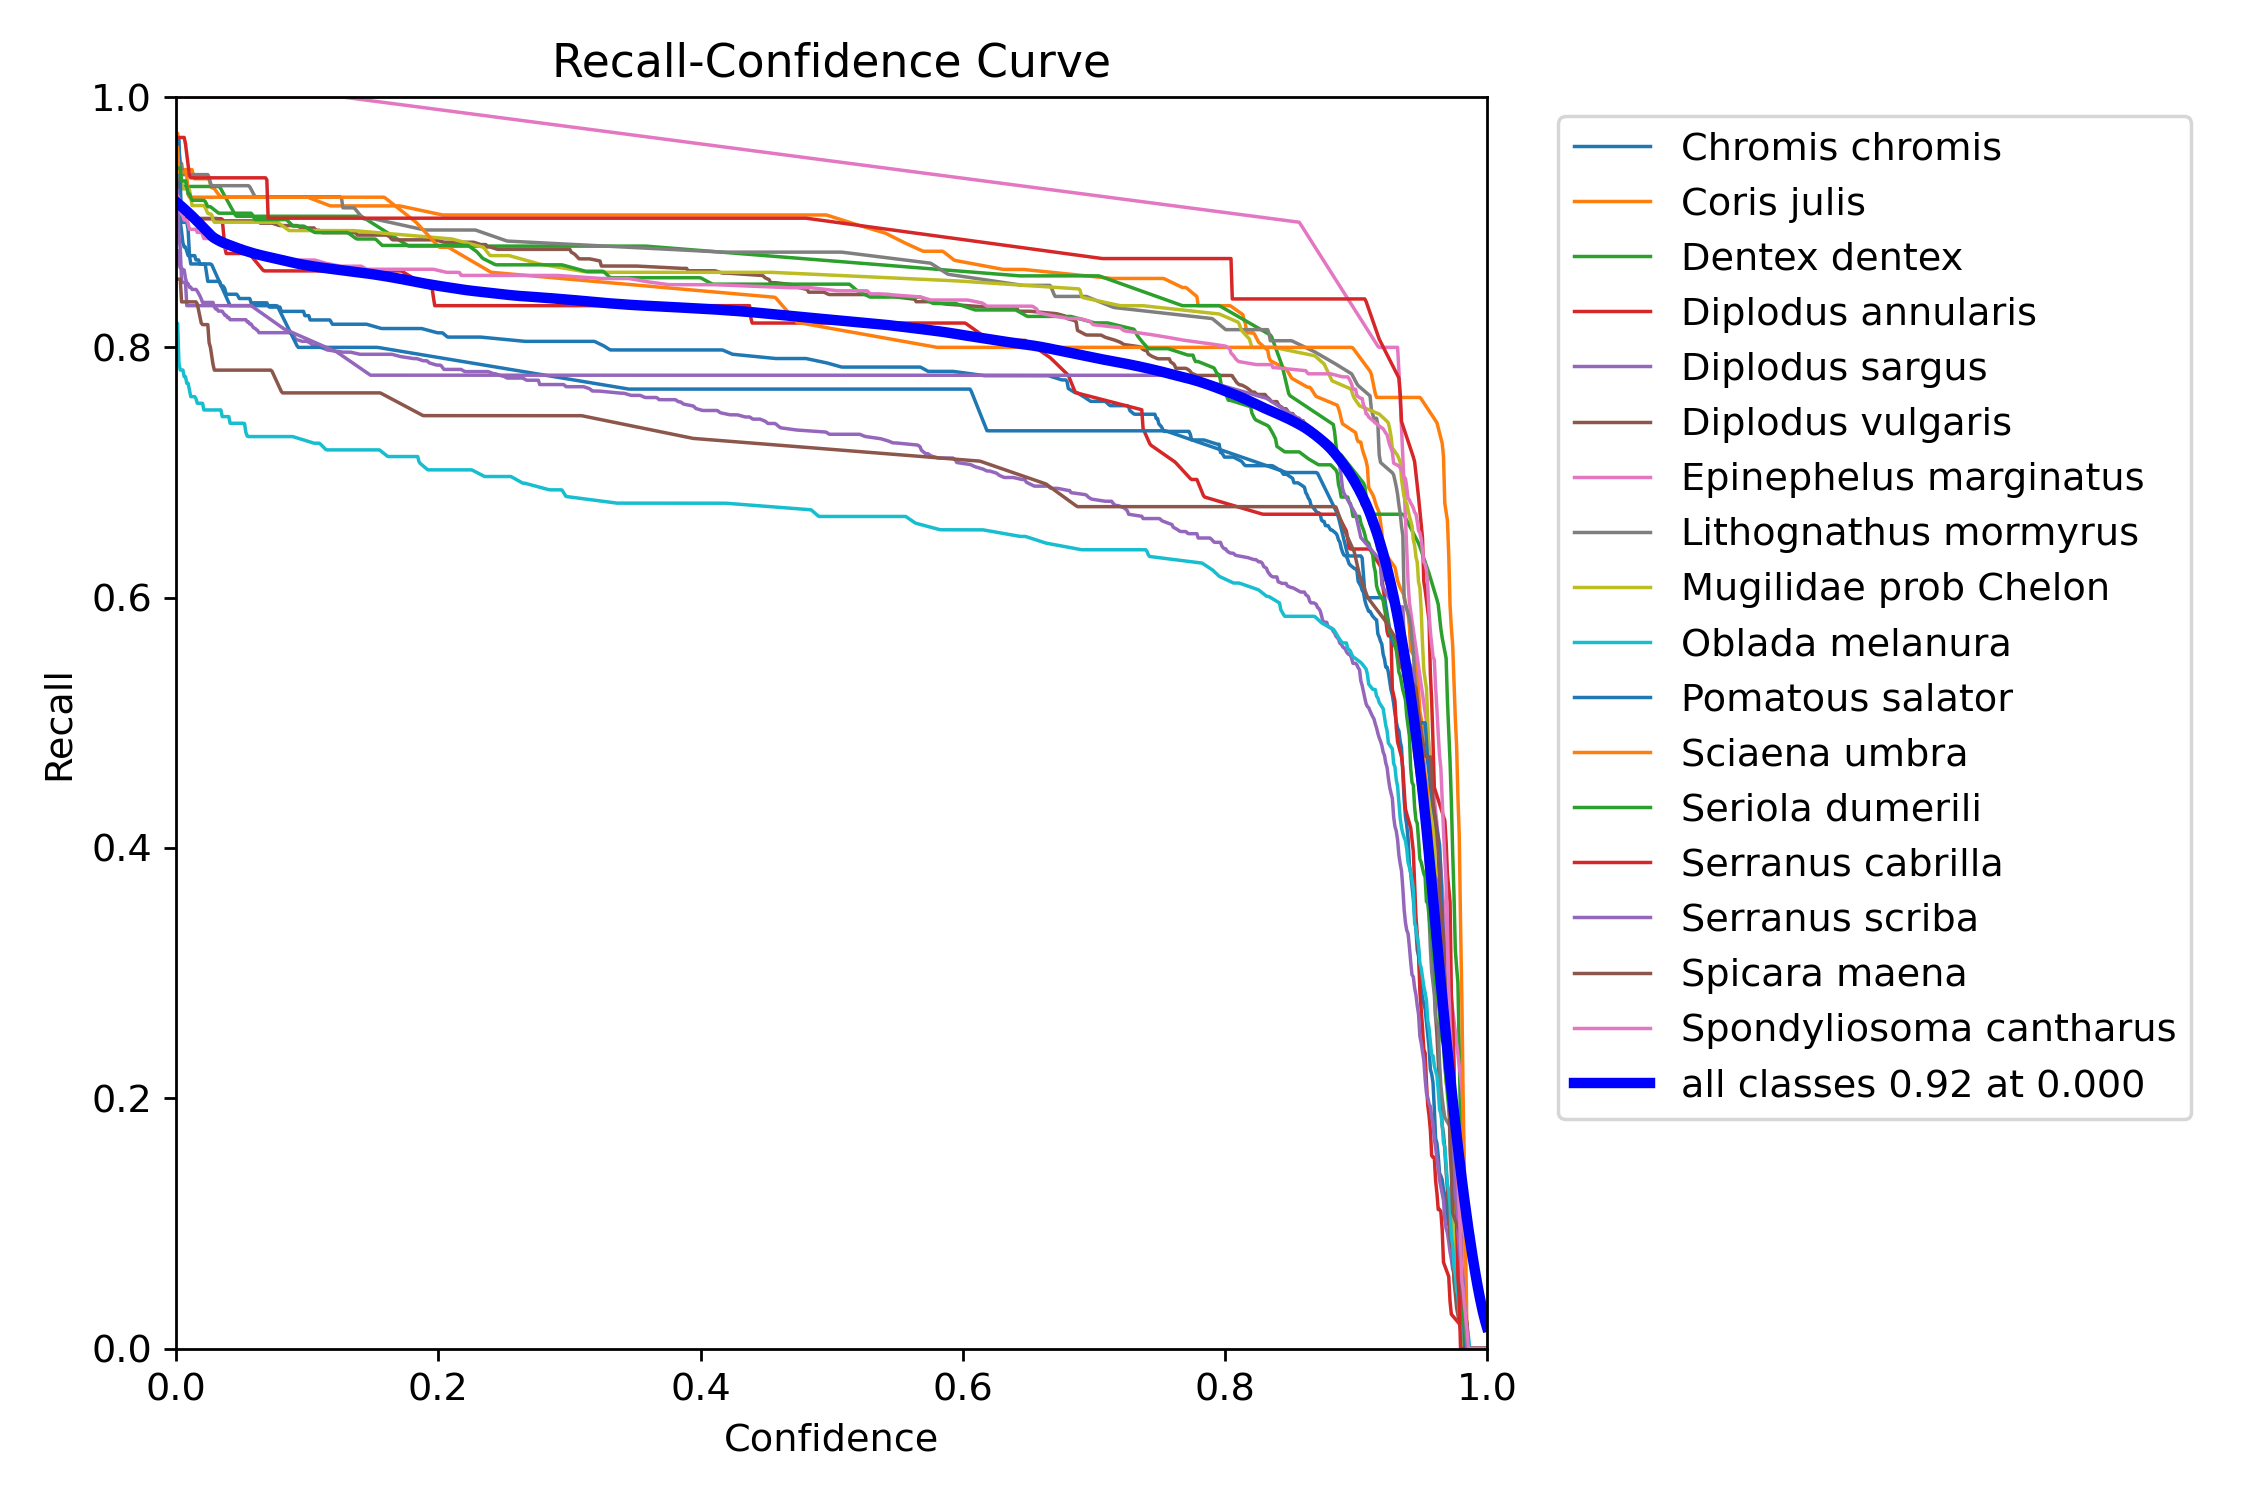 Recall-Confidence Curve
1.0
0.8
0.6
0.4
0.2
0.0
Recall
0.0 0.2 0.4 0.6 0.8 1.0
Confidence
Chromis chromis
Coris julis
Dentex dentex
Diplodus annularis
Diplodus sargus
Diplodus vulgaris
Epinephelus marginatus
Lithognathus mormyrus
Mugilidae prob Chelon
Oblada melanura
Pomatous salator
Sciaena umbra
Seriola dumerili
Serranus cabrilla
Serranus scriba
Spicara maena
Spondyliosoma cantharus
all classes 0.92 at 0.000